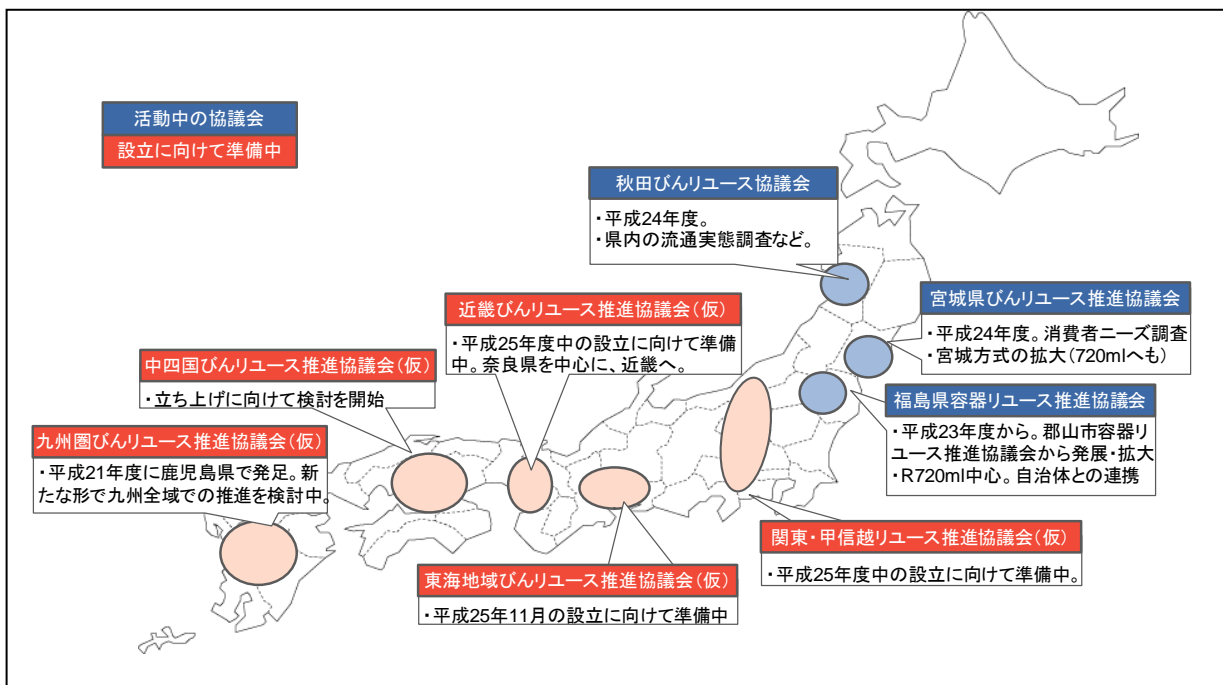 活動中の協議会
設立に向けて準備中
秋田びんリユース協議会
・平成24年度。
・県内の流通実態調査など。
宮城県びんリユース推進協議会
・平成24年度。消費者ニーズ調査
・宮城方式の拡大(720mlへも)
近畿びんリユース推進協議会(仮)
・平成25年度中の設立に向けて準備
中。奈良県を中心に、近畿へ。
中四国びんリユース推進協議会(仮)
・立ち上げに向けて検討を開始
福島県容器リユース推進協議会
・平成23年度から。郡山市容器リ
ユース推進協議会から発展・拡大
・R720ml中心。自治体との連携
九州圏びんリユース推進協議会(仮)
・平成21年度に鹿児島県で発足。新
たな形で九州全域での推進を検討中。
関東・甲信越リユース推進協議会(仮)
・平成25年度中の設立に向けて準備中。
東海地域びんリユース推進協議会(仮)
・平成25年11月の設立に向けて準備中